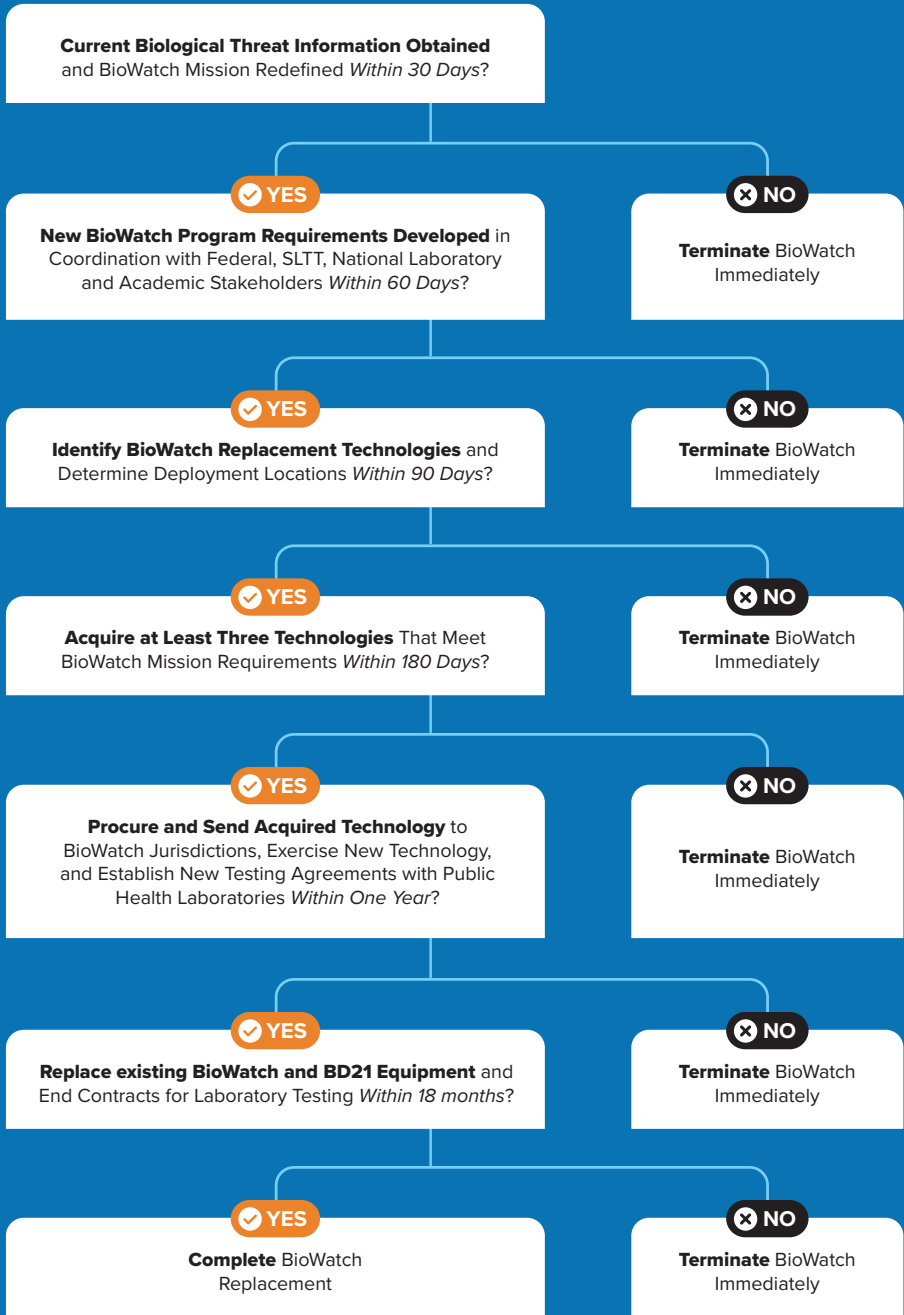 Current Biological Threat Information Obtained
and BioWatch Mission Redefined Within 30 Days?
YES
NO
New BioWatch Program Requirements Developed in
Coordination with Federal, SLTT, National Laboratory
and Academic Stakeholders Within 60 Days?
Terminate BioWatch
Immediately
YES
NO
Identify BioWatch Replacement Technologies and
Determine Deployment Locations Within 90 Days?
Terminate BioWatch
Immediately
YES
NO
Acquire at Least Three Technologies That Meet
BioWatch Mission Requirements Within 180 Days?
Terminate BioWatch
Immediately
YES
NO
Procure and Send Acquired Technology to
BioWatch Jurisdictions, Exercise New Technology,
and Establish New Testing Agreements with Public
Health Laboratories Within One Year?
Terminate BioWatch
Immediately
YES
NO
Replace existing BioWatch and BD21 Equipment and
End Contracts for Laboratory Testing Within 18 months?
Terminate BioWatch
Immediately
YES
NO
Complete BioWatch
Replacement
Terminate BioWatch
Immediately